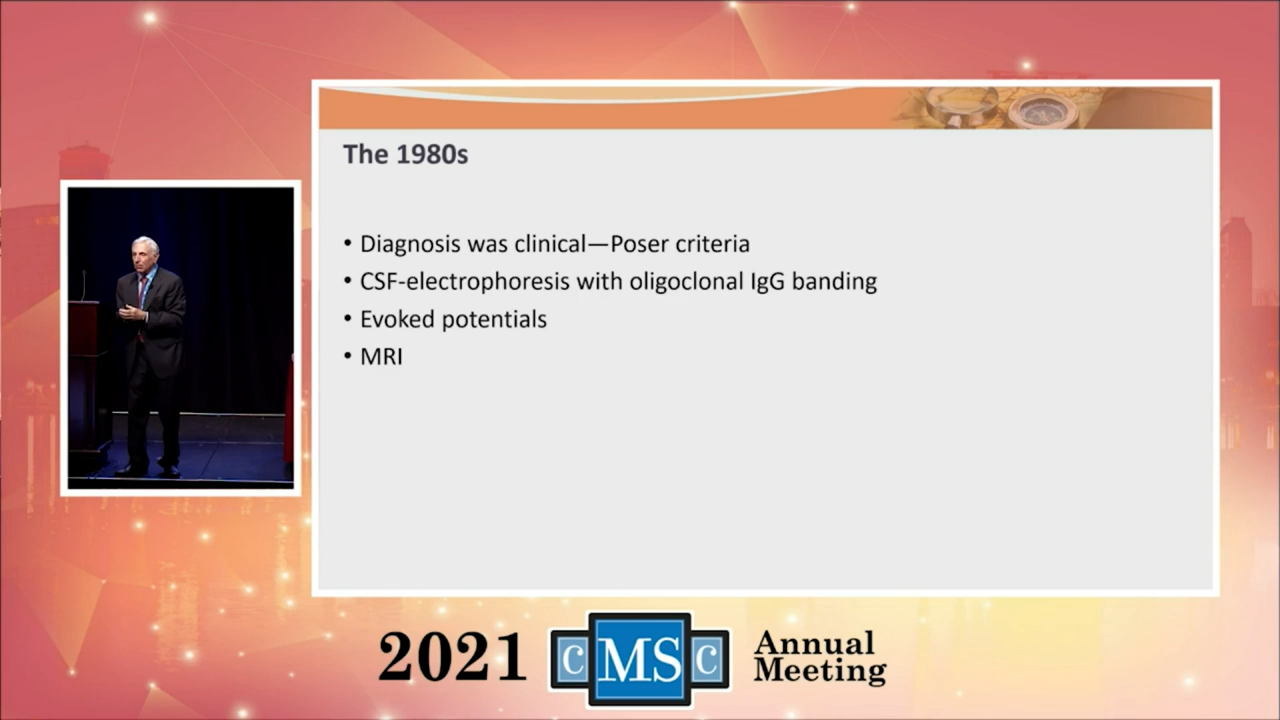 The 1980s
• Diagnosis was clinical—Poser criteria
• CSF-electrophoresis with oligoclonal IgG banding
• Evoked potentials
• MRI
2021 CMSC Annual
Meeting